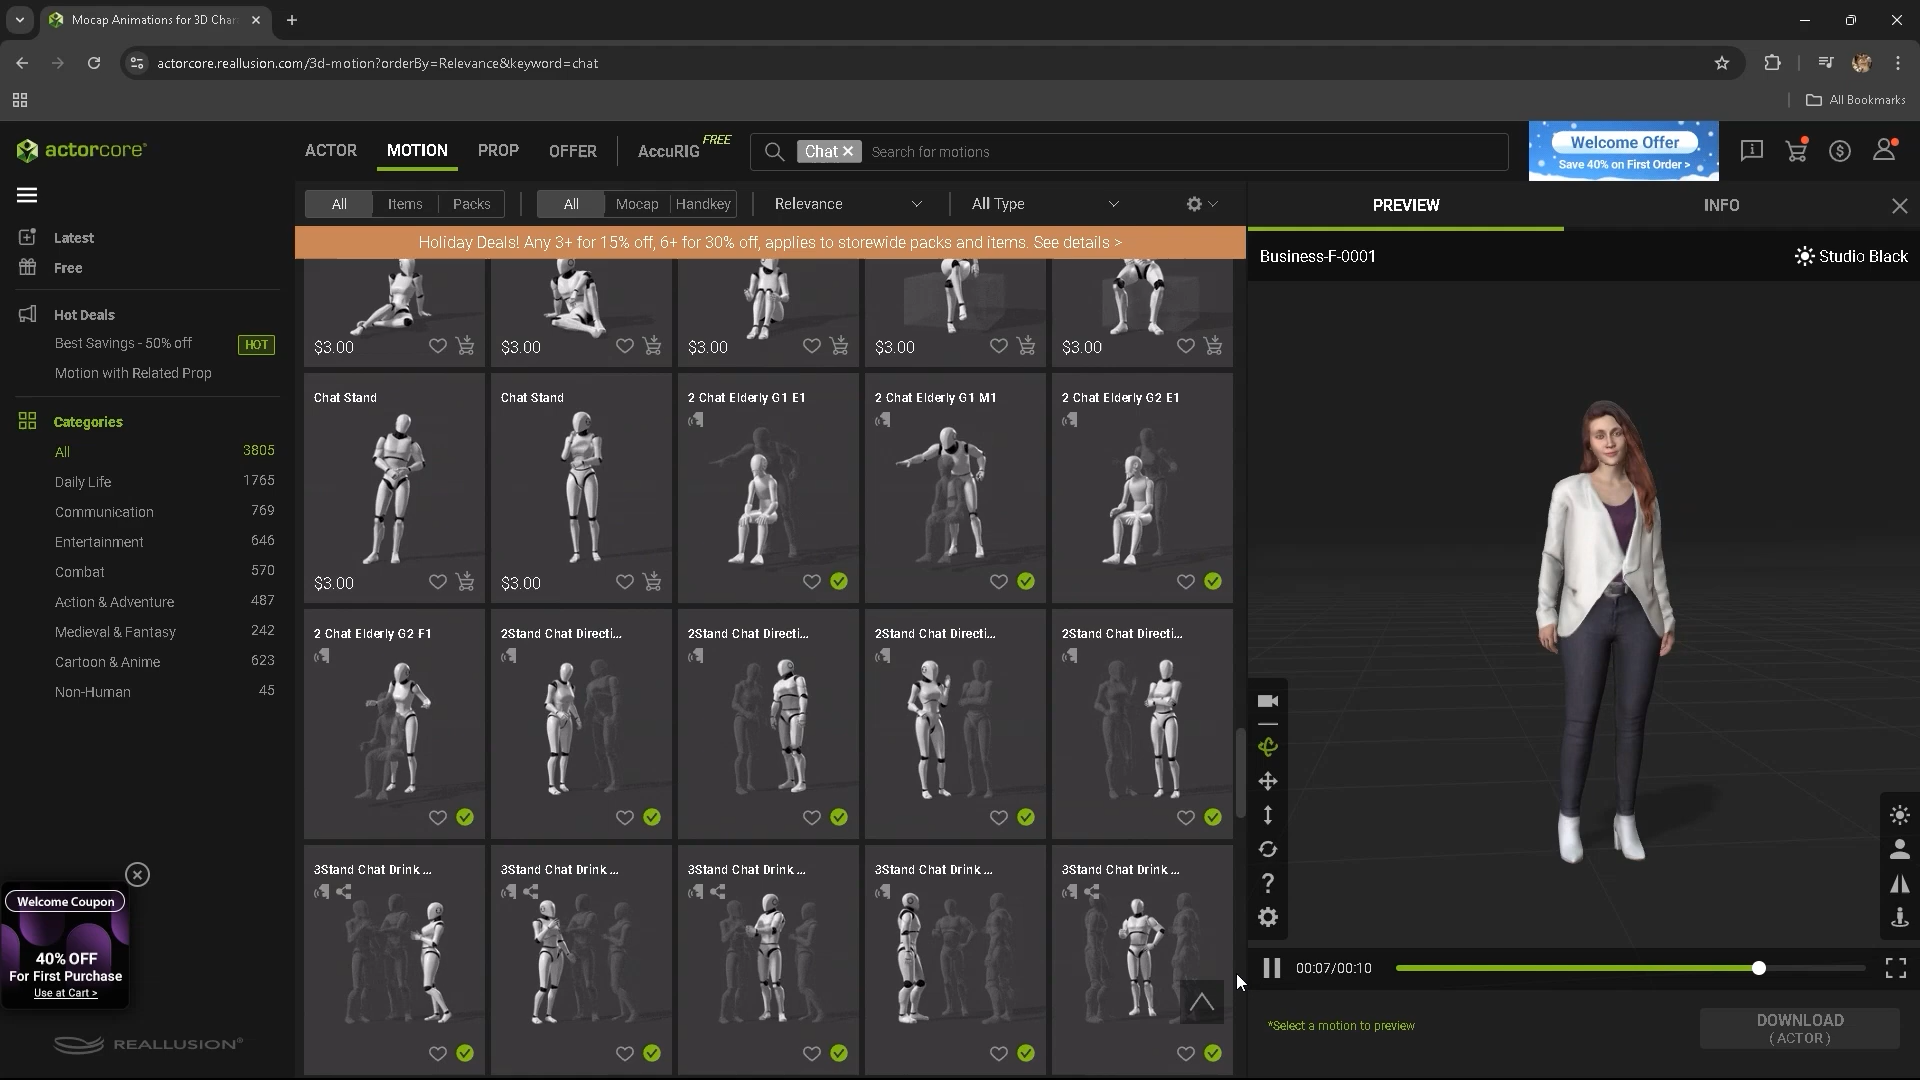 Mocap Animations for 3D Char
actorcore.reallusion.com/3d-motion?orderBy=Relevance&keyword=chat
All Bookmarks
actorcore
ACTOR
MOTION
PROP
OFFER
AccuRIG
FREE
Chat
Search for motions
Welcome Offer
Save 40% on First Order >
Latest
Free
Hot Deals
Best Savings - 50% off
HOT
Motion with Related Prop
Categories
All 3805
Daily Life 1765
Communication 769
Entertainment 646
Combat 570
Action & Adventure 487
Medieval & Fantasy 242
Cartoon & Anime 623
Non-Human 45
Welcome Coupon
40% OFF
For First Purchase
Use at Cart >
REALLUSION
All Items Packs
All Mocap Handkey
Relevance
All Type
Holiday Deals! Any 3+ for 15% off, 6+ for 30% off, applies to storewide packs and items. See details >
$3.00 $3.00 $3.00 $3.00 $3.00
Chat Stand
Chat Stand
2 Chat Elderly G1 E1
2 Chat Elderly G1 M1
2 Chat Elderly G2 E1
$3.00 $3.00
2 Chat Elderly G2 F1
2Stand Chat Directi...
2Stand Chat Directi...
2Stand Chat Directi...
2Stand Chat Directi...
3Stand Chat Drink ...
3Stand Chat Drink ...
3Stand Chat Drink ...
3Stand Chat Drink ...
3Stand Chat Drink ...
PREVIEW
INFO
Business-F-0001
Studio Black
00:07/00:10
*Select a motion to preview
DOWNLOAD
( ACTOR )